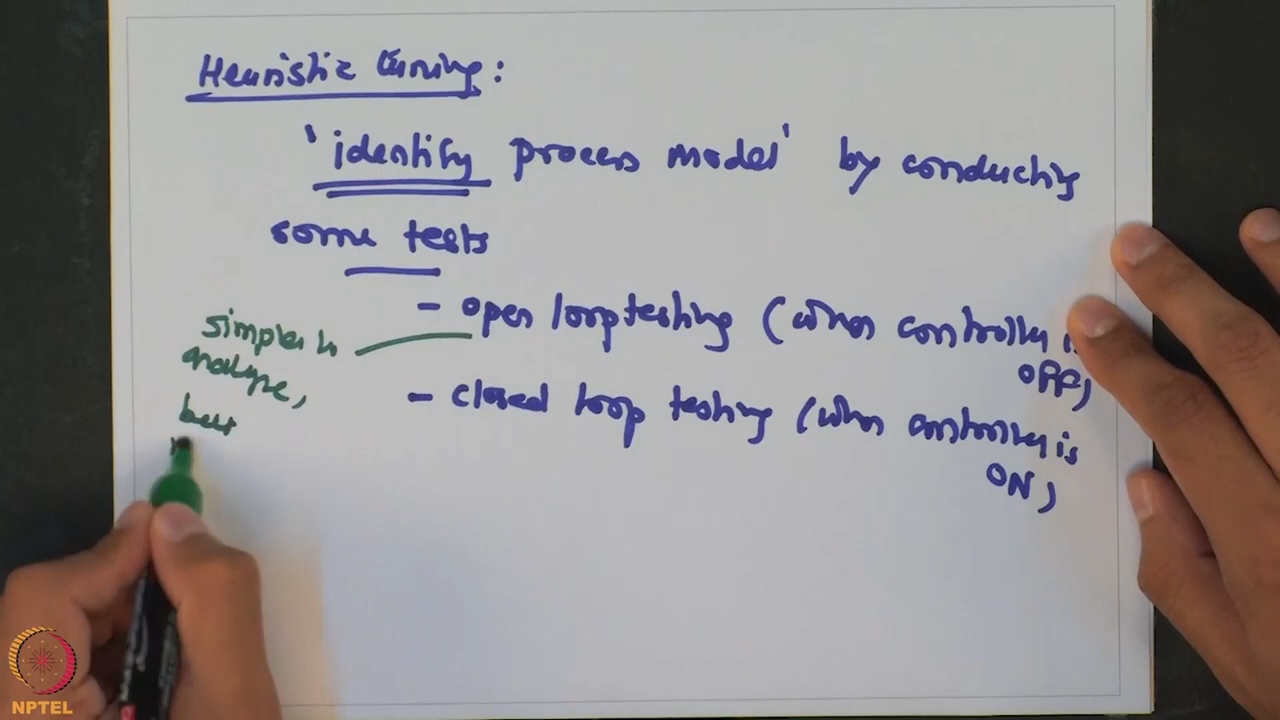 Heuristic tuning:
'identify process model' by conducting
some tests
- open loop testing (when controller is
OFF)
- closed loop testing (when controller is
ON)
simpler to
analyze,
but
NPTEL